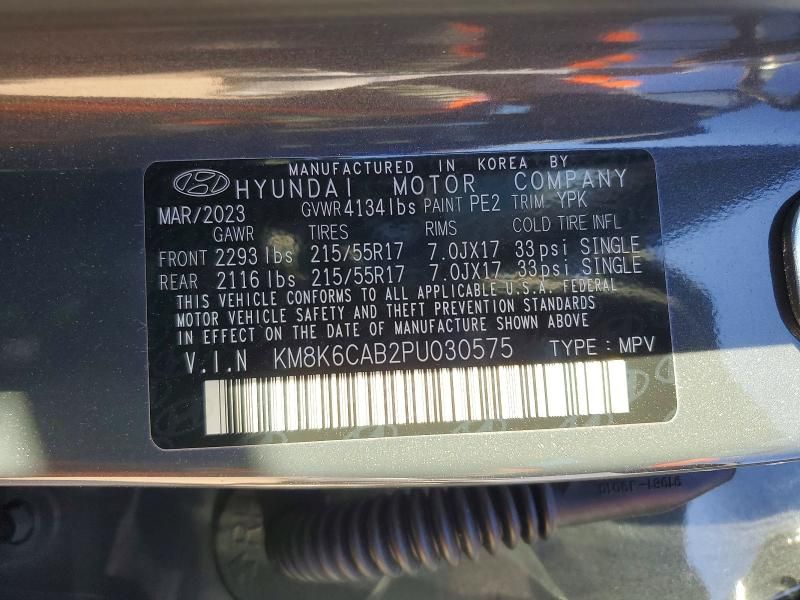 MANUFACTURED IN KOREA BY
HYUNDAI MOTOR COMPANY
MAR/2023 GVWR 4134 lbs PAINT PE2 TRIM YPK
GAWR TIRES RIMS COLD TIRE INFL
FRONT 2293 lbs 215/55R17 7.0JX17 33psi SINGLE
REAR 2116 lbs 215/55R17 7.0JX17 33psi SINGLE
THIS VEHICLE CONFORMS TO ALL APPLICABLE U.S.A. FEDERAL
MOTOR VEHICLE SAFETY AND THEFT PREVENTION STANDARDS
IN EFFECT ON THE DATE OF MANUFACTURE SHOWN ABOVE
V.I.N KM8K6CAB2PU030575 TYPE : MPV